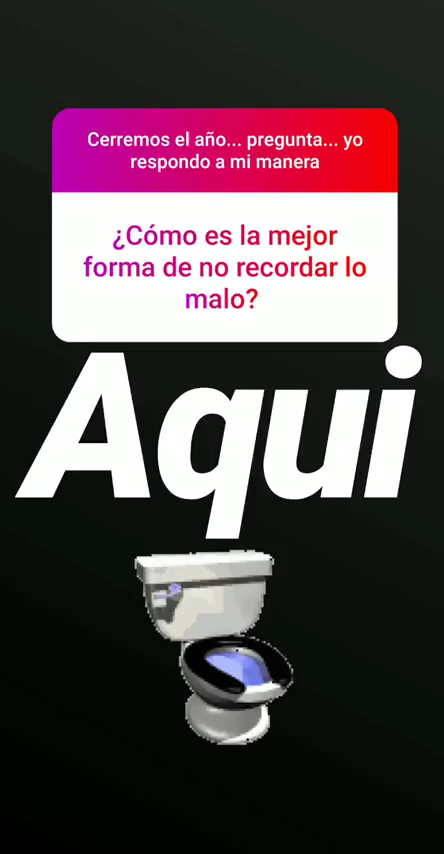 Cerremos el año... pregunta... yo
respondo a mi manera
¿Cómo es la mejor
forma de no recordar lo
malo?
Aqui